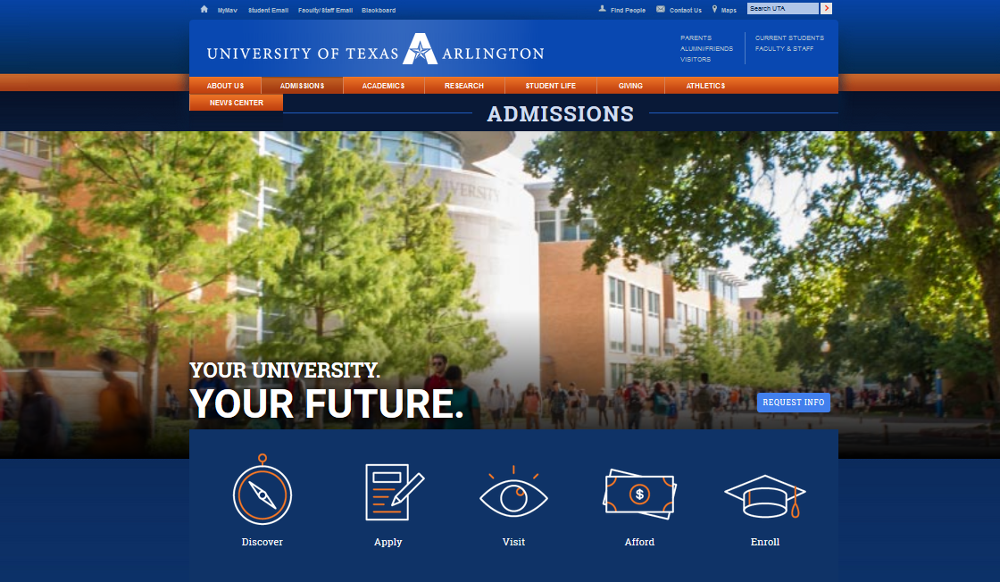 MyMav Student Email Faculty/Staff Email Blackboard Find People Contact Us Maps Search UTA
UNIVERSITY OF TEXAS A ARLINGTON
PARENTS
ALUMNI/FRIENDS
VISITORS
CURRENT STUDENTS
FACULTY & STAFF
ABOUT US ADMISSIONS ACADEMICS RESEARCH STUDENT LIFE GIVING ATHLETICS
NEWS CENTER
ADMISSIONS
UNIVERSITY
YOUR UNIVERSITY.
YOUR FUTURE.
REQUEST INFO
$
Discover Apply Visit Afford Enroll